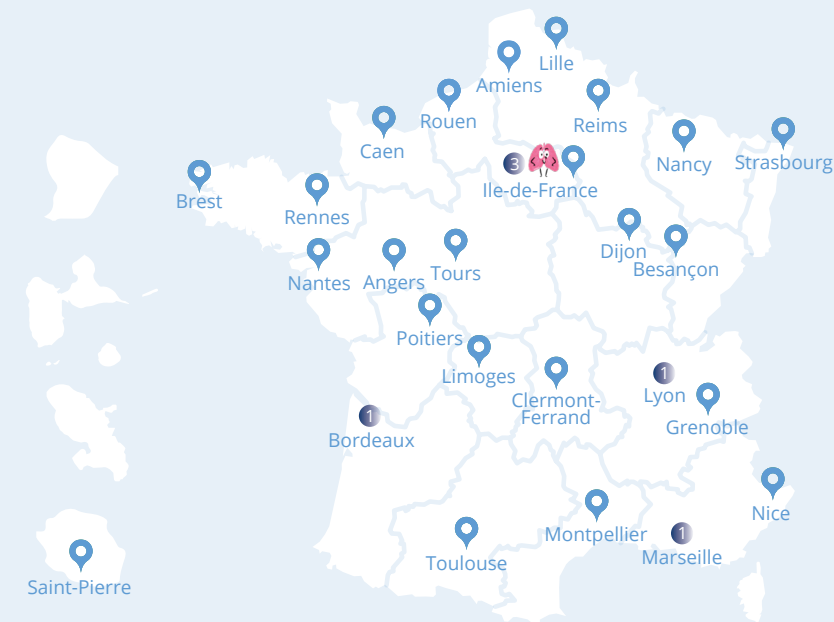 Lille
Amiens
Rouen
Reims
Caen
Nancy
Strasbourg
3
Ile-de-France
Brest
Rennes
Dijon
Besançon
Nantes
Angers
Tours
Poitiers
Limoges
Clermont-
Ferrand
1
Lyon
Grenoble
1
Bordeaux
Nice
Montpellier
1
Marseille
Toulouse
Saint-Pierre